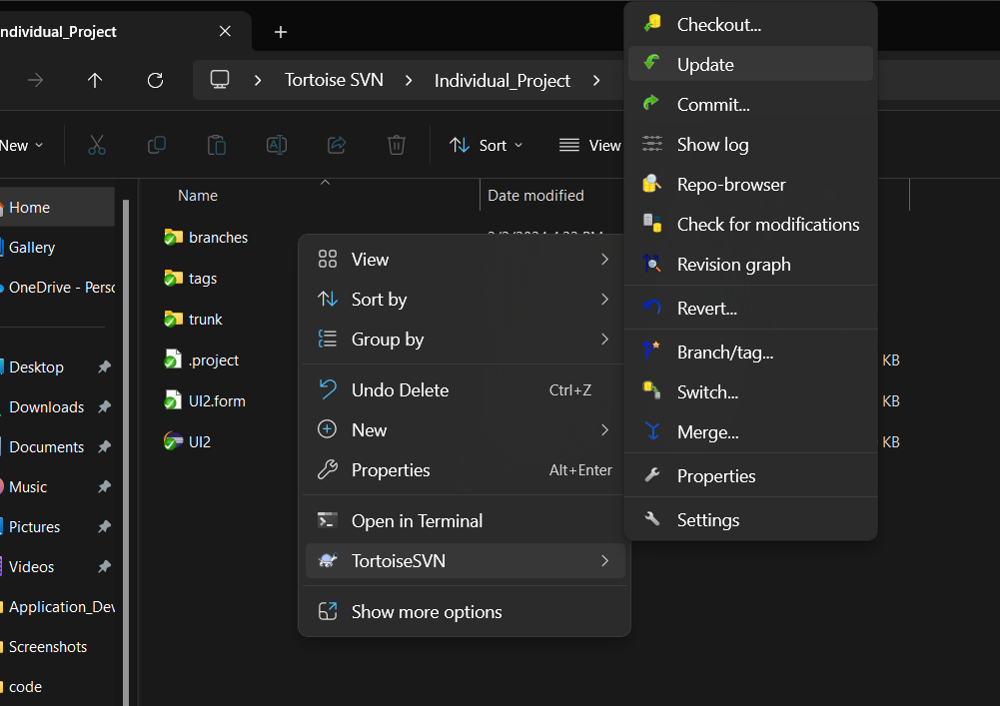 ndividual_Project
Tortoise SVN
Individual_Project
New
Sort
View
Name
Date modified
Home
Gallery
OneDrive - Perso
Desktop
Downloads
Documents
Music
Pictures
Videos
Application_Dev
Screenshots
code
branches
tags
trunk
.project
KB
UI2.form
KB
UI2
KB
View
Sort by
Group by
Undo Delete Ctrl+Z
New
Properties Alt+Enter
Open in Terminal
TortoiseSVN
Show more options
Checkout...
Update
Commit...
Show log
Repo-browser
Check for modifications
Revision graph
Revert...
Branch/tag...
Switch...
Merge...
Properties
Settings